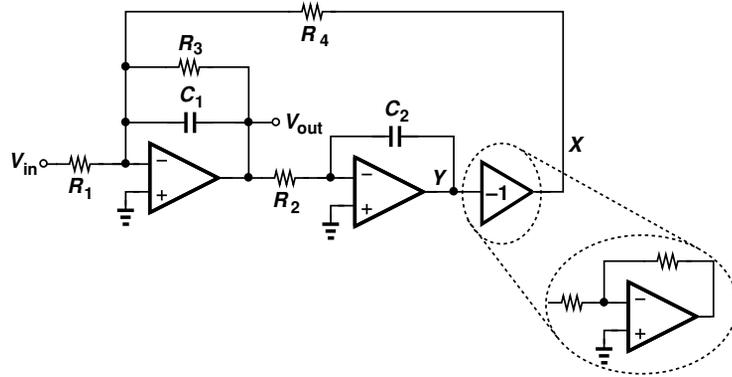 R4
R3
C1
Vout
C2
Vin
R1
−
+
R2
−
+
Y
−1
X
−
+